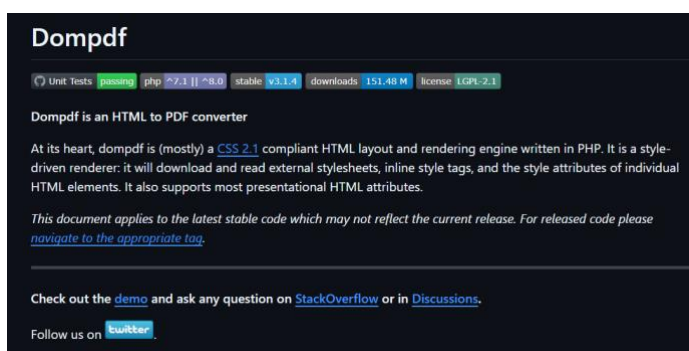 Dompdf
Unit Tests passing php ^7.1 || ^8.0 stable v3.1.4 downloads 151.48 M license LGPL-2.1
Dompdf is an HTML to PDF converter
At its heart, dompdf is (mostly) a CSS 2.1 compliant HTML layout and rendering engine written in PHP. It is a style-
driven renderer: it will download and read external stylesheets, inline style tags, and the style attributes of individual
HTML elements. It also supports most presentational HTML attributes.
This document applies to the latest stable code which may not reflect the current release. For released code please
navigate to the appropriate tag.
Check out the demo and ask any question on StackOverflow or in Discussions.
Follow us on twitter.